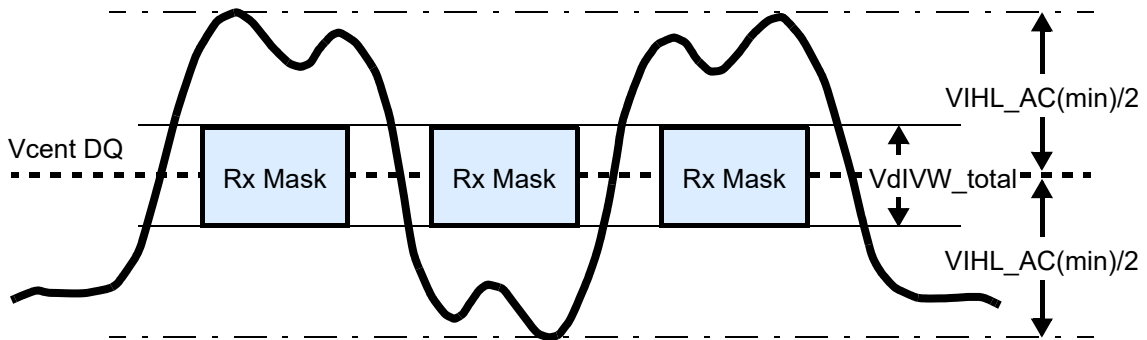 VIHL_AC(min)/2
Vcent DQ
Rx Mask
Rx Mask
Rx Mask
VdIVW_total
VIHL_AC(min)/2